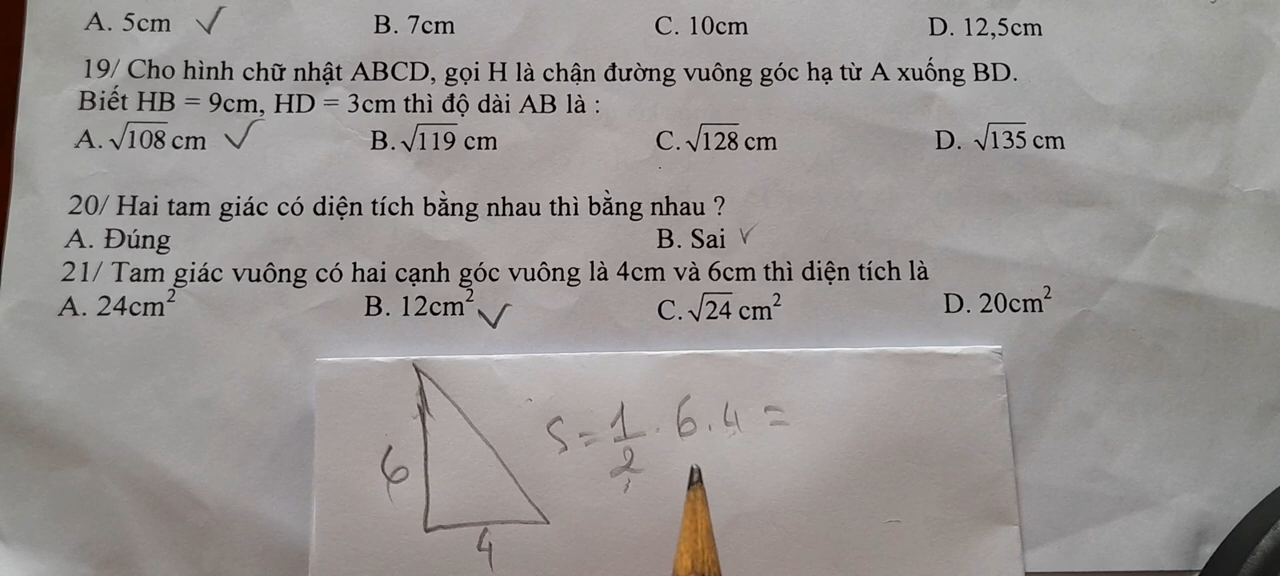 A. 5cm ✓ B. 7cm C. 10cm D. 12,5cm
19/ Cho hình chữ nhật ABCD, gọi H là chận đường vuông góc hạ từ A xuống BD.
Biết HB = 9cm, HD = 3cm thì độ dài AB là :
A. √108 cm ✓ B. √119 cm C. √128 cm D. √135 cm
20/ Hai tam giác có diện tích bằng nhau thì bằng nhau ?
A. Đúng B. Sai ✓
21/ Tam giác vuông có hai cạnh góc vuông là 4cm và 6cm thì diện tích là
A. 24cm² B. 12cm² ✓ C. √24 cm² D. 20cm²
S = 1/2 . 6 . 4 =
6
4